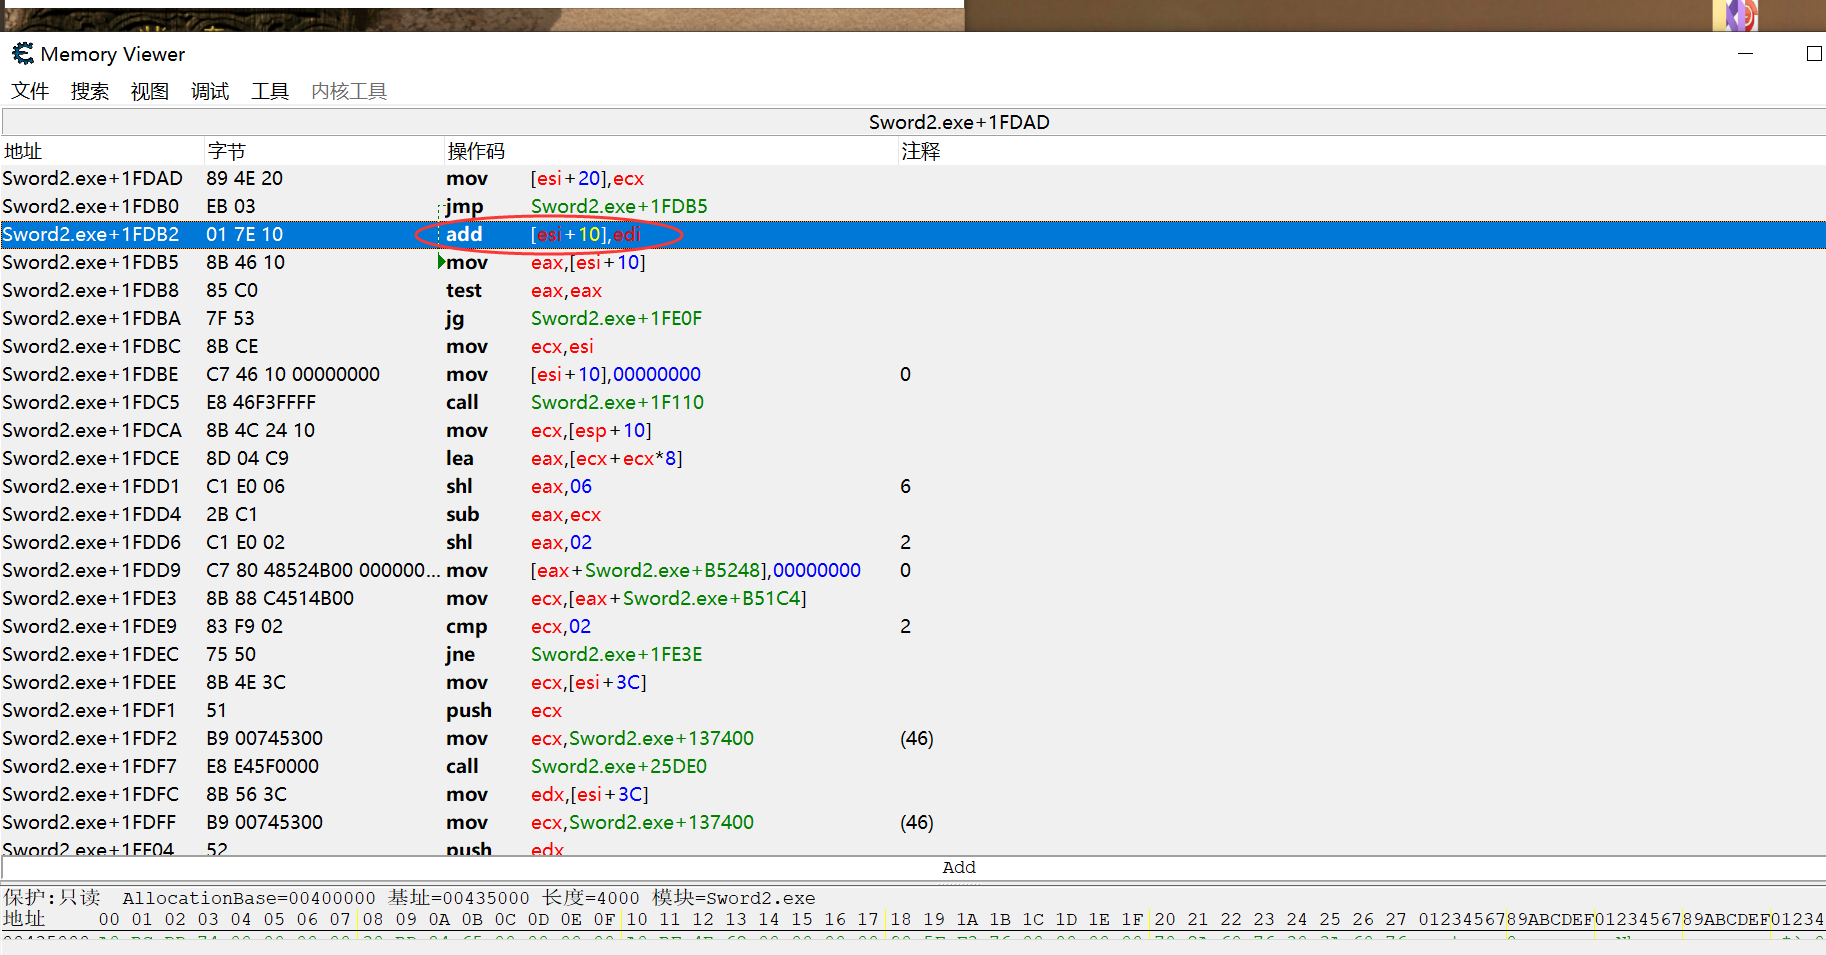 Memory Viewer
文件 搜索 视图 调试 工具 内核工具
Sword2.exe+1FDAD
地址 字节 操作码 注释
Sword2.exe+1FDAD 89 4E 20 mov [esi+20],ecx
Sword2.exe+1FDB0 EB 03 jmp Sword2.exe+1FDB5
Sword2.exe+1FDB2 01 7E 10 add [esi+10],edi
Sword2.exe+1FDB5 8B 46 10 mov eax,[esi+10]
Sword2.exe+1FDB8 85 C0 test eax,eax
Sword2.exe+1FDBA 7F 53 jg Sword2.exe+1FE0F
Sword2.exe+1FDBC 8B CE mov ecx,esi
Sword2.exe+1FDBE C7 46 10 00000000 mov [esi+10],00000000 0
Sword2.exe+1FDC5 E8 46F3FFFF call Sword2.exe+1F110
Sword2.exe+1FDCA 8B 4C 24 10 mov ecx,[esp+10]
Sword2.exe+1FDCE 8D 04 C9 lea eax,[ecx+ecx*8]
Sword2.exe+1FDD1 C1 E0 06 shl eax,06 6
Sword2.exe+1FDD4 2B C1 sub eax,ecx
Sword2.exe+1FDD6 C1 E0 02 shl eax,02 2
Sword2.exe+1FDD9 C7 80 48524B00 000000... mov [eax+Sword2.exe+B5248],00000000 0
Sword2.exe+1FDE3 8B 88 C4514B00 mov ecx,[eax+Sword2.exe+B51C4]
Sword2.exe+1FDE9 83 F9 02 cmp ecx,02 2
Sword2.exe+1FDEC 75 50 jne Sword2.exe+1FE3E
Sword2.exe+1FDEE 8B 4E 3C mov ecx,[esi+3C]
Sword2.exe+1FDF1 51 push ecx
Sword2.exe+1FDF2 B9 00745300 mov ecx,Sword2.exe+137400 (46)
Sword2.exe+1FDF7 E8 E45F0000 call Sword2.exe+25DE0
Sword2.exe+1FDFC 8B 56 3C mov edx,[esi+3C]
Sword2.exe+1FDFF B9 00745300 mov ecx,Sword2.exe+137400 (46)
Sword2.exe+1FE04 52 push edx
Add
保护:只读 AllocationBase=00400000 基址=00435000 长度=4000 模块=Sword2.exe
地址 00 01 02 03 04 05 06 07 08 09 0A 0B 0C 0D 0E 0F 10 11 12 13 14 15 16 17 18 19 1A 1B 1C 1D 1E 1F 20 21 22 23 24 25 26 27 0123456789ABCDEF0123456789ABCDEF01234